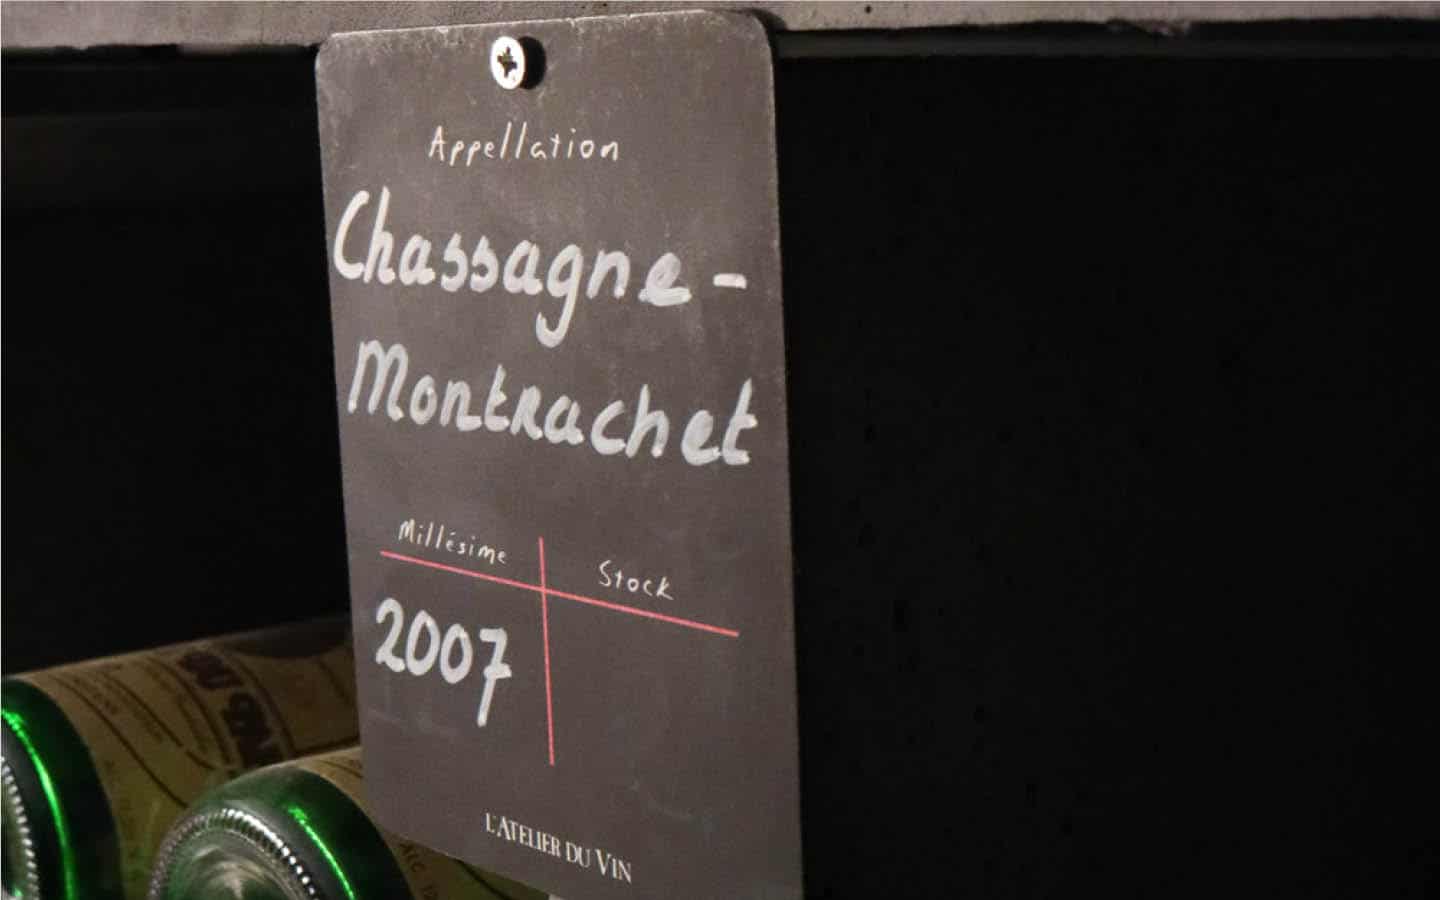 Appellation
Chassagne-
Montrachet
Millésime
Stock
2007
L'ATELIER DU VIN